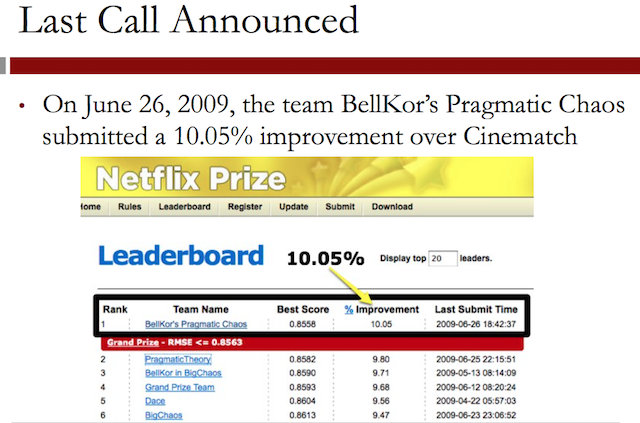 Last Call Announced
• On June 26, 2009, the team BellKor's Pragmatic Chaos
submitted a 10.05% improvement over Cinematch
Netflix Prize
Home Rules Leaderboard Register Update Submit Download
Leaderboard 10.05% Display top 20 leaders.
Rank Team Name Best Score % Improvement Last Submit Time
1 BellKor's Pragmatic Chaos 0.8558 10.05 2009-06-26 18:42:37
Grand Prize - RMSE <= 0.8563
2 PragmaticTheory 0.8582 9.80 2009-06-25 22:15:51
3 BellKor in BigChaos 0.8590 9.71 2009-05-13 08:14:09
4 Grand Prize Team 0.8593 9.68 2009-06-12 08:20:24
5 Dace 0.8604 9.56 2009-04-22 05:57:03
6 BigChaos 0.8613 9.47 2009-06-23 23:06:52